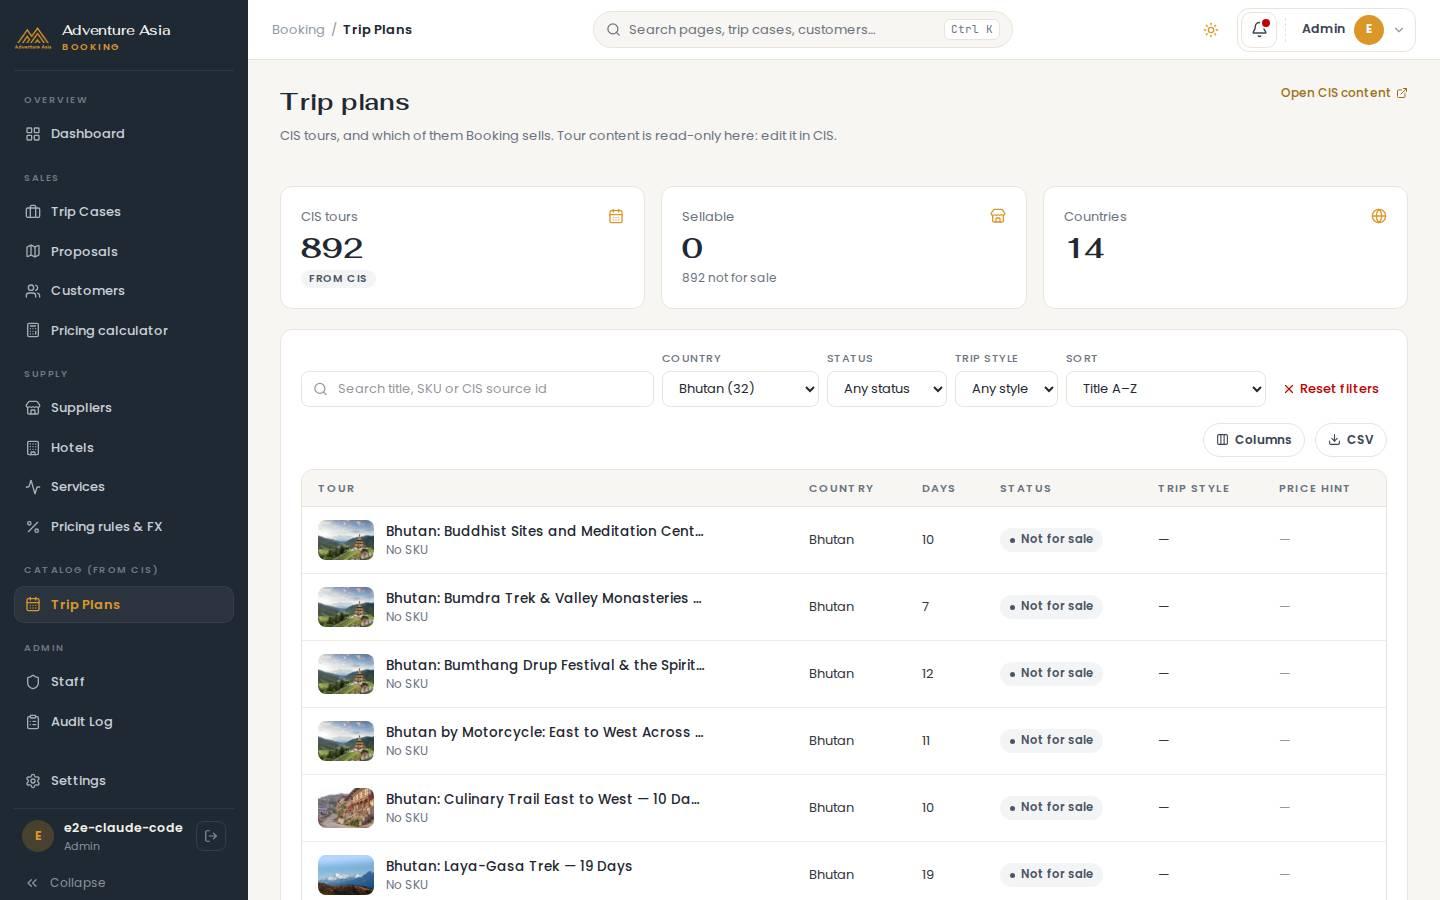 Adventure Asia
BOOKING
Adventure Asia
OVERVIEW
Dashboard
SALES
Trip Cases
Proposals
Customers
Pricing calculator
SUPPLY
Suppliers
Hotels
Services
Pricing rules & FX
CATALOG (FROM CIS)
Trip Plans
ADMIN
Staff
Audit Log
Settings
E
e2e-claude-code
Admin
Collapse
Booking / Trip Plans
Search pages, trip cases, customers…
Ctrl K
Admin
E
Trip plans
Open CIS content
CIS tours, and which of them Booking sells. Tour content is read-only here: edit it in CIS.
CIS tours
892
FROM CIS
Sellable
0
892 not for sale
Countries
14
COUNTRY STATUS TRIP STYLE SORT
Search title, SKU or CIS source id Bhutan (32) Any status Any style Title A–Z Reset filters
Columns CSV
TOUR COUNTRY DAYS STATUS TRIP STYLE PRICE HINT
Bhutan: Buddhist Sites and Meditation Cent…
No SKU
Bhutan 10 Not for sale — —
Bhutan: Bumdra Trek & Valley Monasteries …
No SKU
Bhutan 7 Not for sale — —
Bhutan: Bumthang Drup Festival & the Spirit…
No SKU
Bhutan 12 Not for sale — —
Bhutan by Motorcycle: East to West Across …
No SKU
Bhutan 11 Not for sale — —
Bhutan: Culinary Trail East to West — 10 Da…
No SKU
Bhutan 10 Not for sale — —
Bhutan: Laya-Gasa Trek — 19 Days
No SKU
Bhutan 19 Not for sale — —